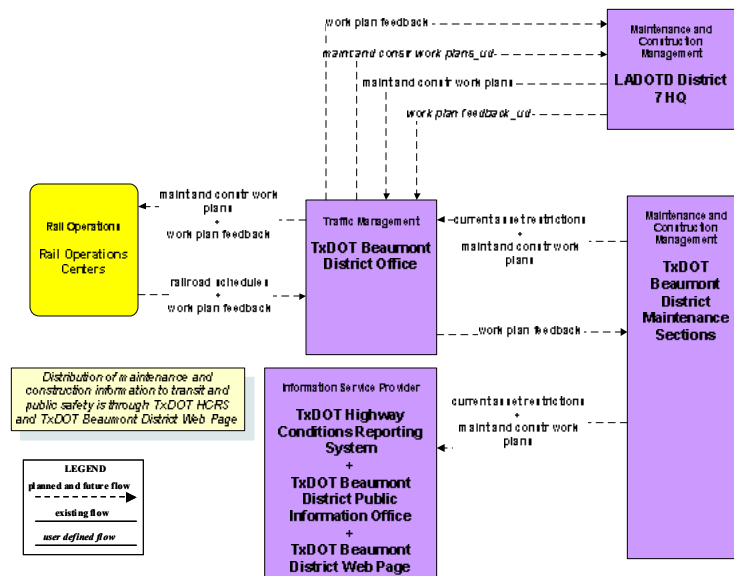 work plan feedback
maint and constr work plans_ud
maint and constr work plans
work plan feedback_ud
Maintenance and
Construction
Management
LADOTD District
7 HQ
Rail Operations
Rail Operations
Centers
maint and constr work
plans
+
work plan feedback
railroad schedules
+
work plan feedback
Traffic Management
TxDOT Beaumont
District Office
current asset restrictions
+
maint and constr work
plans
work plan feedback
Maintenance and
Construction
Management
TxDOT
Beaumont
District
Maintenance
Sections
Distribution of maintenance and
construction information to transit and
public safety is through TxDOT HCRS
and TxDOT Beaumont District Web Page
Information Service Provider
TxDOT Highway
Conditions Reporting
System
+
TxDOT Beaumont
District Public
Information Office
+
TxDOT Beaumont
District Web Page
current asset restrictions
+
maint and constr work
plans
LEGEND
planned and future flow
existing flow
user defined flow